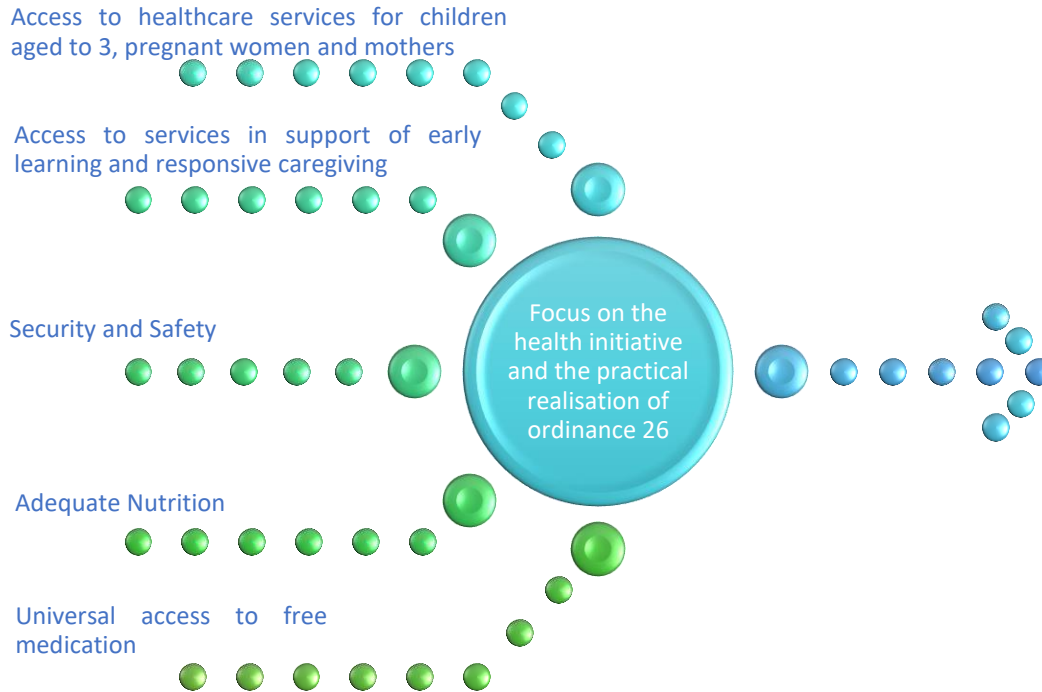 Access to healthcare services for children
aged to 3, pregnant women and mothers
Access to services in support of early
learning and responsive caregiving
Security and Safety
Focus on the
health initiative
and the practical
realisation of
ordinance 26
Adequate Nutrition
Universal access to free
medication